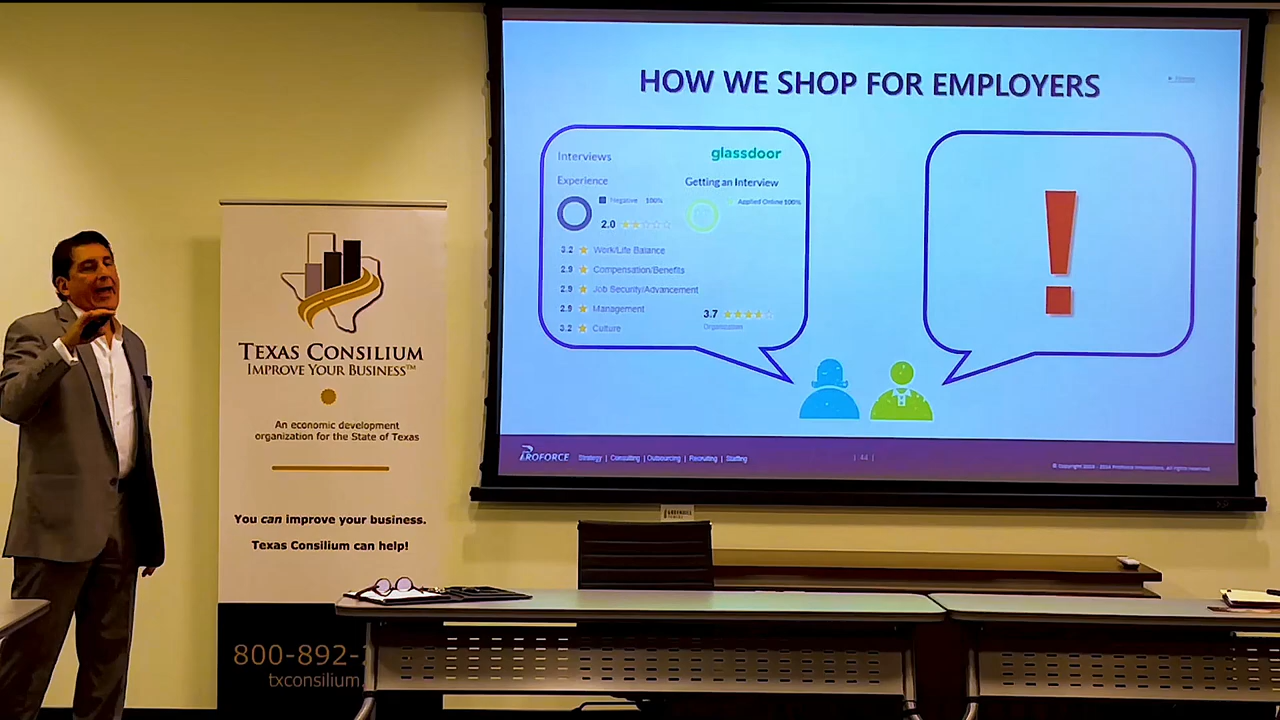 HOW WE SHOP FOR EMPLOYERS
Interviews
glassdoor
Experience
Getting an Interview
Negative 100%
Applied Online 100%
2.0
3.2 Work/Life Balance
2.9 Compensation/Benefits
2.9 Job Security/Advancement
2.9 Management
3.7
3.2 Culture
!
PROFORCE
Strategy | Consulting | Outsourcing | Recruiting | Staffing
| 44 |
TEXAS CONSILIUM
IMPROVE YOUR BUSINESS™
An economic development
organization for the State of Texas
You can improve your business.
Texas Consilium can help!
800-892-
txconsilium.